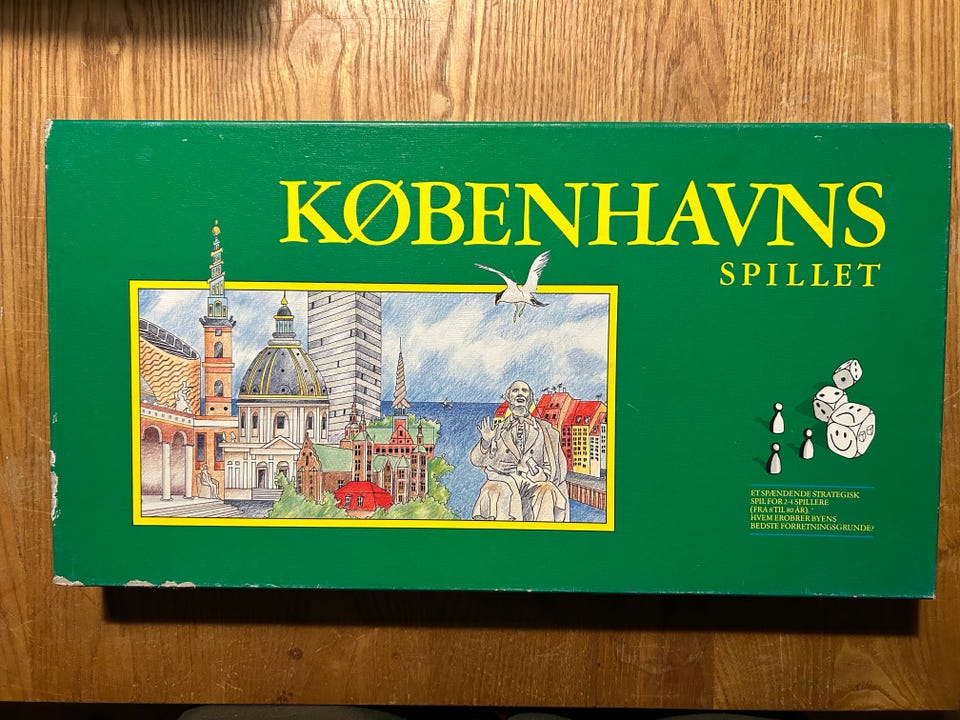 KØBENHAVNS
SPILLET
ET SPÆNDENDE STRATEGISK
SPIL FOR 2-4 SPILLERE
(FRA 8 TIL 80 ÅR).
HVEM EROBRER BYENS
BEDSTE FORRETNINGSGRUNDE?